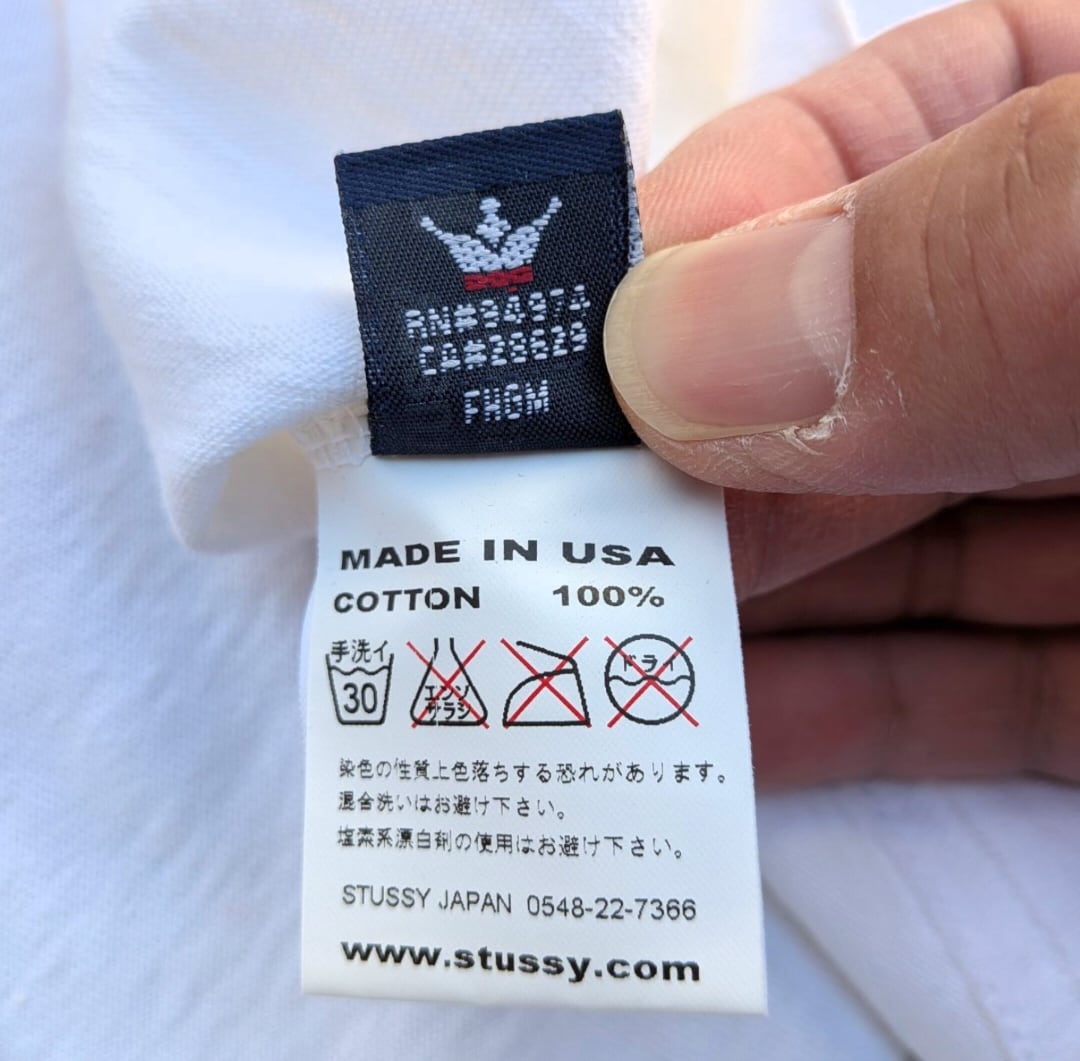 RN#94974
CA#28629
FHGM
MADE IN USA
COTTON 100%
手洗イ
30
エンソ
サラシ
ドライ
染色の性質上色落ちする恐れがあります。
混合洗いはお避け下さい。
塩素系漂白剤の使用はお避け下さい。
STUSSY JAPAN 0548-22-7366
www.stussy.com